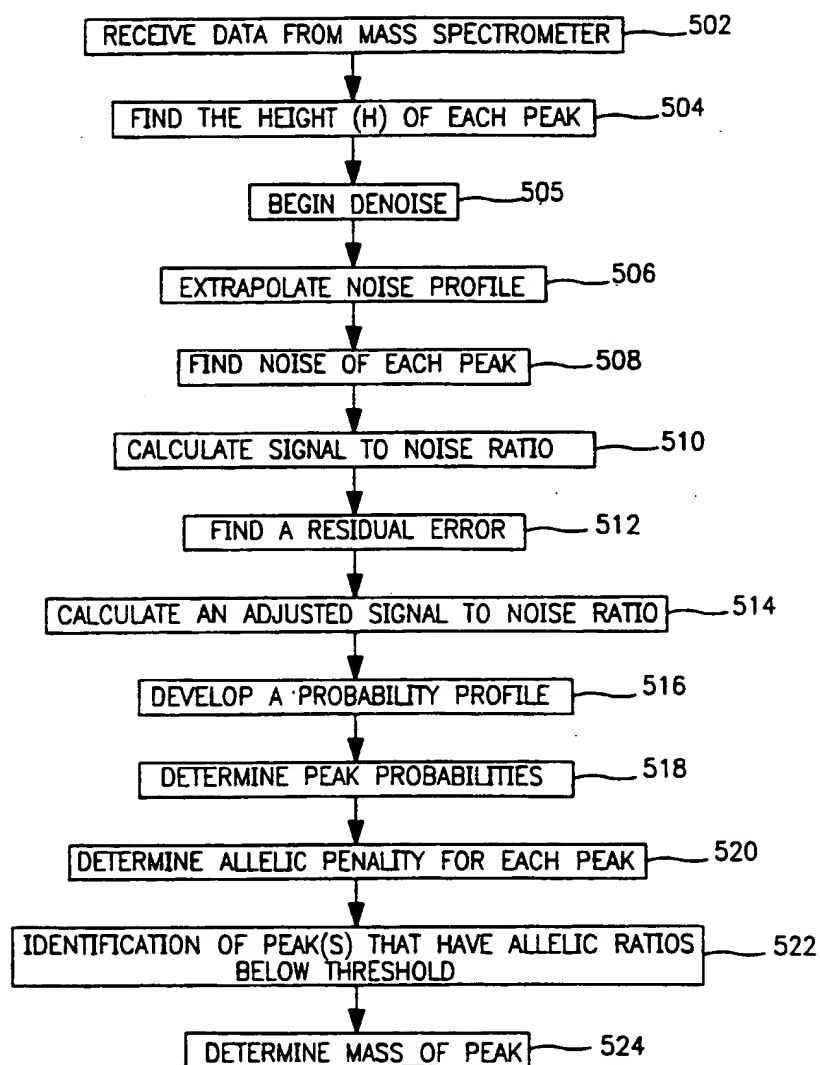 RECEIVE DATA FROM MASS SPECTROMETER 502
FIND THE HEIGHT (H) OF EACH PEAK 504
BEGIN DENOISE 505
EXTRAPOLATE NOISE PROFILE 506
FIND NOISE OF EACH PEAK 508
CALCULATE SIGNAL TO NOISE RATIO 510
FIND A RESIDUAL ERROR 512
CALCULATE AN ADJUSTED SIGNAL TO NOISE RATIO 514
DEVELOP A PROBABILITY PROFILE 516
DETERMINE PEAK PROBABILITIES 518
DETERMINE ALLELIC PENALITY FOR EACH PEAK 520
IDENTIFICATION OF PEAK(S) THAT HAVE ALLELIC RATIOS
BELOW THRESHOLD 522
DETERMINE MASS OF PEAK 524